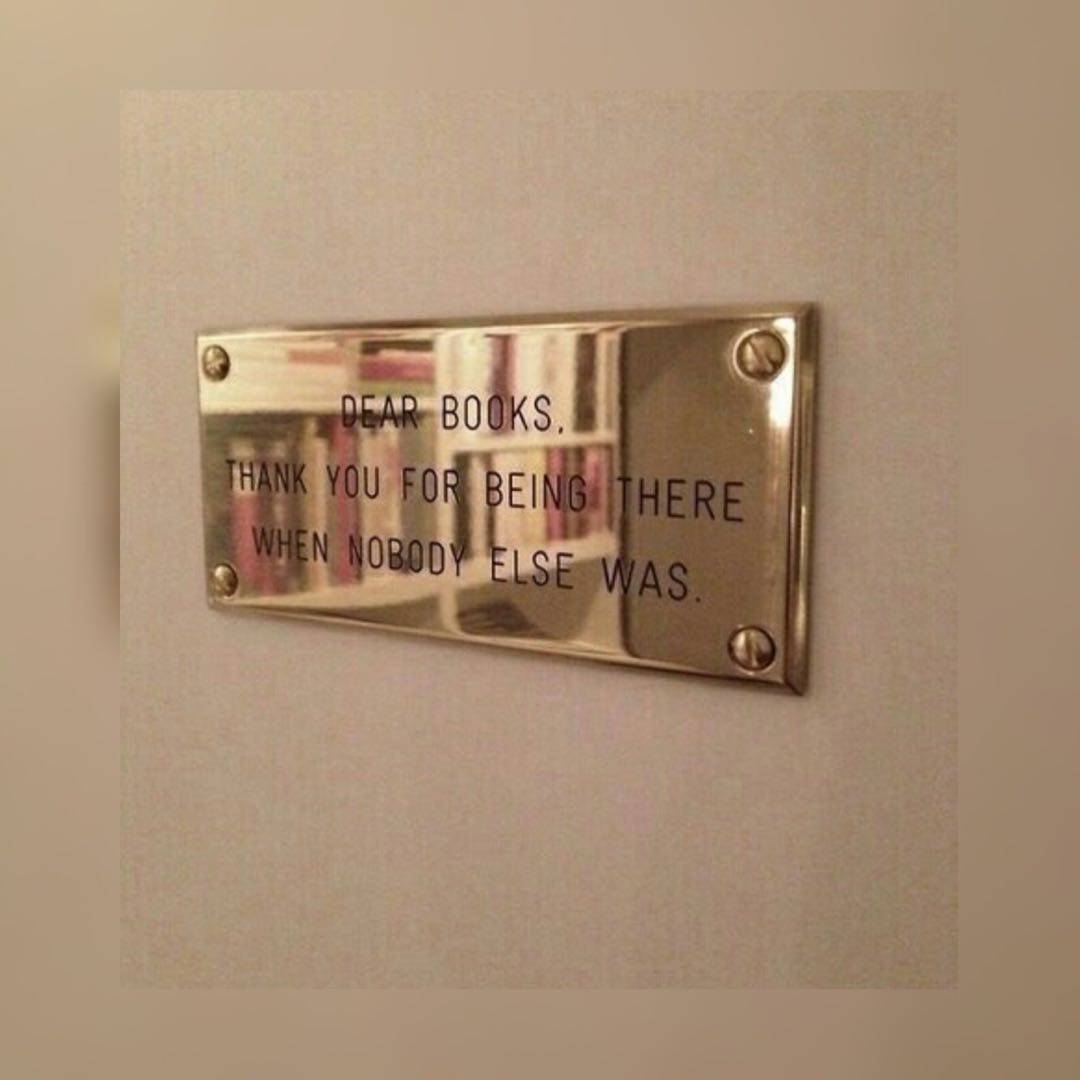 DEAR BOOKS,
THANK YOU FOR BEING THERE
WHEN NOBODY ELSE WAS.